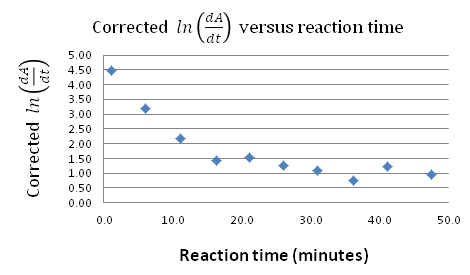 Corrected ln(dA/dt) versus reaction time
Corrected ln(dA/dt)
5.00
4.50
4.00
3.50
3.00
2.50
2.00
1.50
1.00
0.50
0.00
0.0 10.0 20.0 30.0 40.0 50.0
Reaction time (minutes)